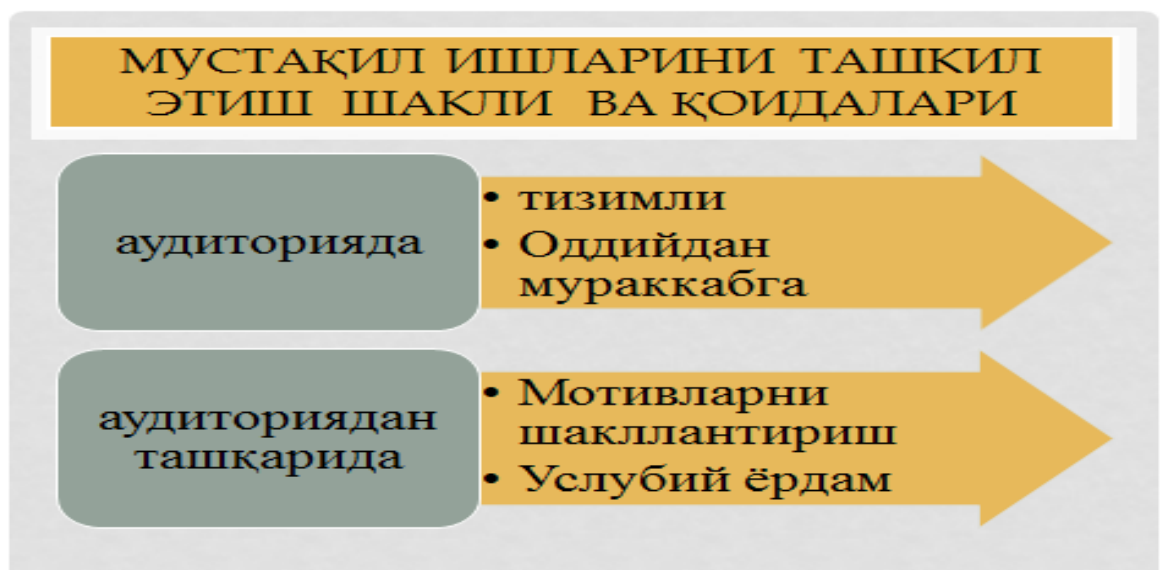 МУСТАҚИЛ ИШЛАРИНИ ТАШКИЛ
ЭТИШ ШАКЛИ ВА ҚОИДАЛАРИ
аудиторияда
• тизимли
• Оддийдан
мураккабга
аудиториядан
ташқарида
• Мотивларни
шакллантириш
• Услубий ёрдам